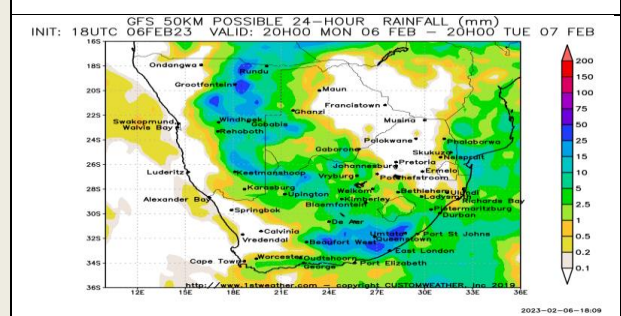 GFS 50KM POSSIBLE 24-HOUR RAINFALL (mm)
INIT: 18UTC 06FEB23 VALID: 20H00 MON 06 FEB - 20H00 TUE 07 FEB
16S
18S
20S
22S
24S
26S
28S
30S
32S
34S
36S
Ondangwa
Rundu
Grootfontein
Maun
Francistown
Ghanzi
Swakopmund
Walvis Bay
Windhoek
Gobabis
Rehoboth
Musina
Polokwane
Phalaborwa
Gaborone
Skukuza
Nelspruit
Johannesburg
Pretoria
Luderitz
Keetmanshoop
Vryburg
Potchefstroom
Ermelo
Karasburg
Upington
Welkom
Kimberley
Bethlehem
Ulundi
Ladysmith
Richards Bay
Alexander Bay
Springbok
Bloemfontein
Pietermaritzburg
Durban
De Aar
Calvinia
Vredendal
Beaufort West
Umtata
Queenstown
Port St Johns
East London
Cape Town
Worcester
Oudtshoorn
George
Port Elizabeth
http://www.1stweather.com - copyright CUSTOMWEATHER, inc 2019
12E 15E 18E 21E 24E 27E 30E 33E 36E
200
150
100
75
50
25
15
10
5
2.5
1
0.5
0.2
0.1
2023-02-06-18:09